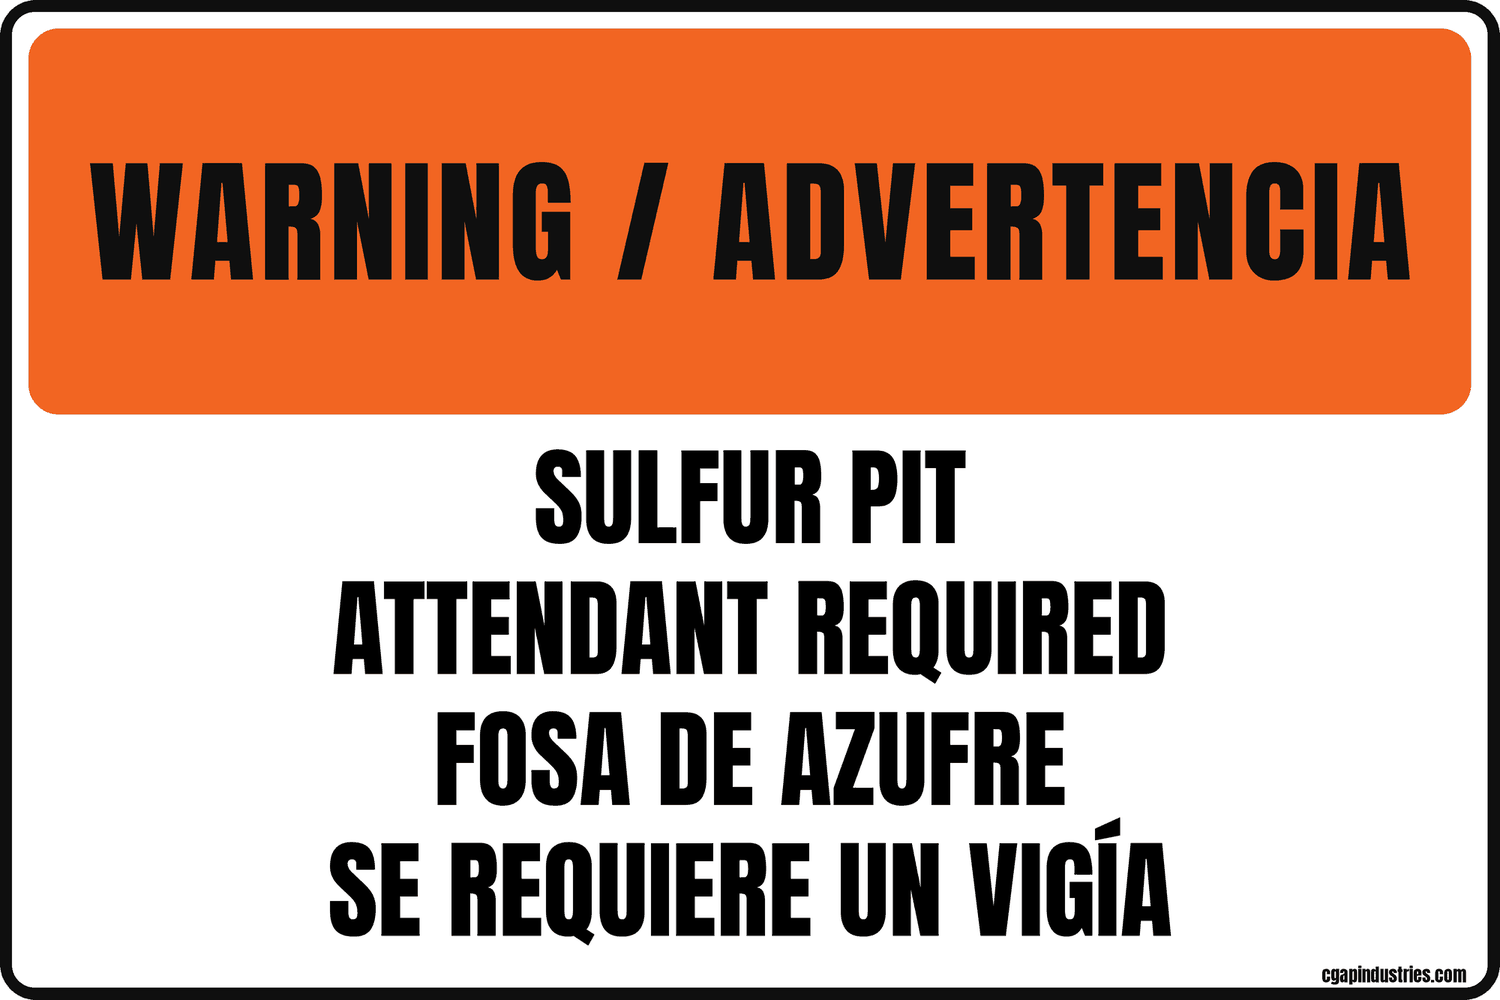 WARNING / ADVERTENCIA
SULFUR PIT
ATTENDANT REQUIRED
FOSA DE AZUFRE
SE REQUIERE UN VIGÍA
cgapindustries.com